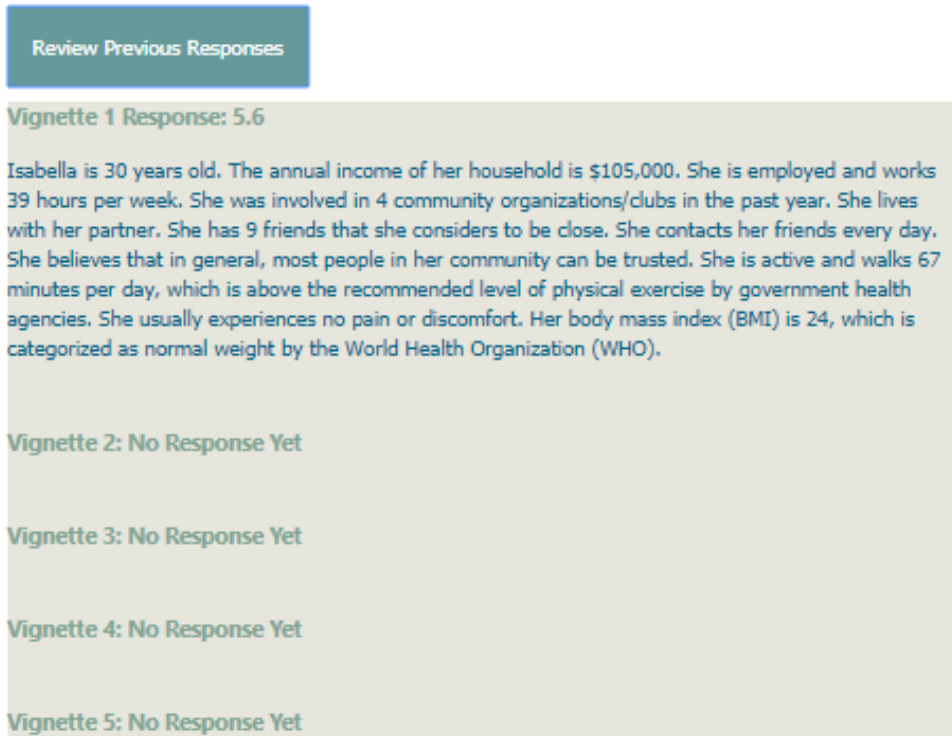 Review Previous Responses
Vignette 1 Response: 5.6
Isabella is 30 years old. The annual income of her household is $105,000. She is employed and works
39 hours per week. She was involved in 4 community organizations/clubs in the past year. She lives
with her partner. She has 9 friends that she considers to be close. She contacts her friends every day.
She believes that in general, most people in her community can be trusted. She is active and walks 67
minutes per day, which is above the recommended level of physical exercise by government health
agencies. She usually experiences no pain or discomfort. Her body mass index (BMI) is 24, which is
categorized as normal weight by the World Health Organization (WHO).
Vignette 2: No Response Yet
Vignette 3: No Response Yet
Vignette 4: No Response Yet
Vignette 5: No Response Yet